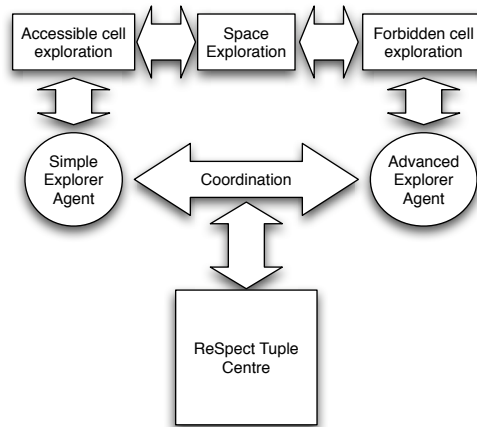 Accessible cell
exploration
Space
Exploration
Forbidden cell
exploration
Simple
Explorer
Agent
Coordination
Advanced
Explorer
Agent
ReSpect Tuple
Centre